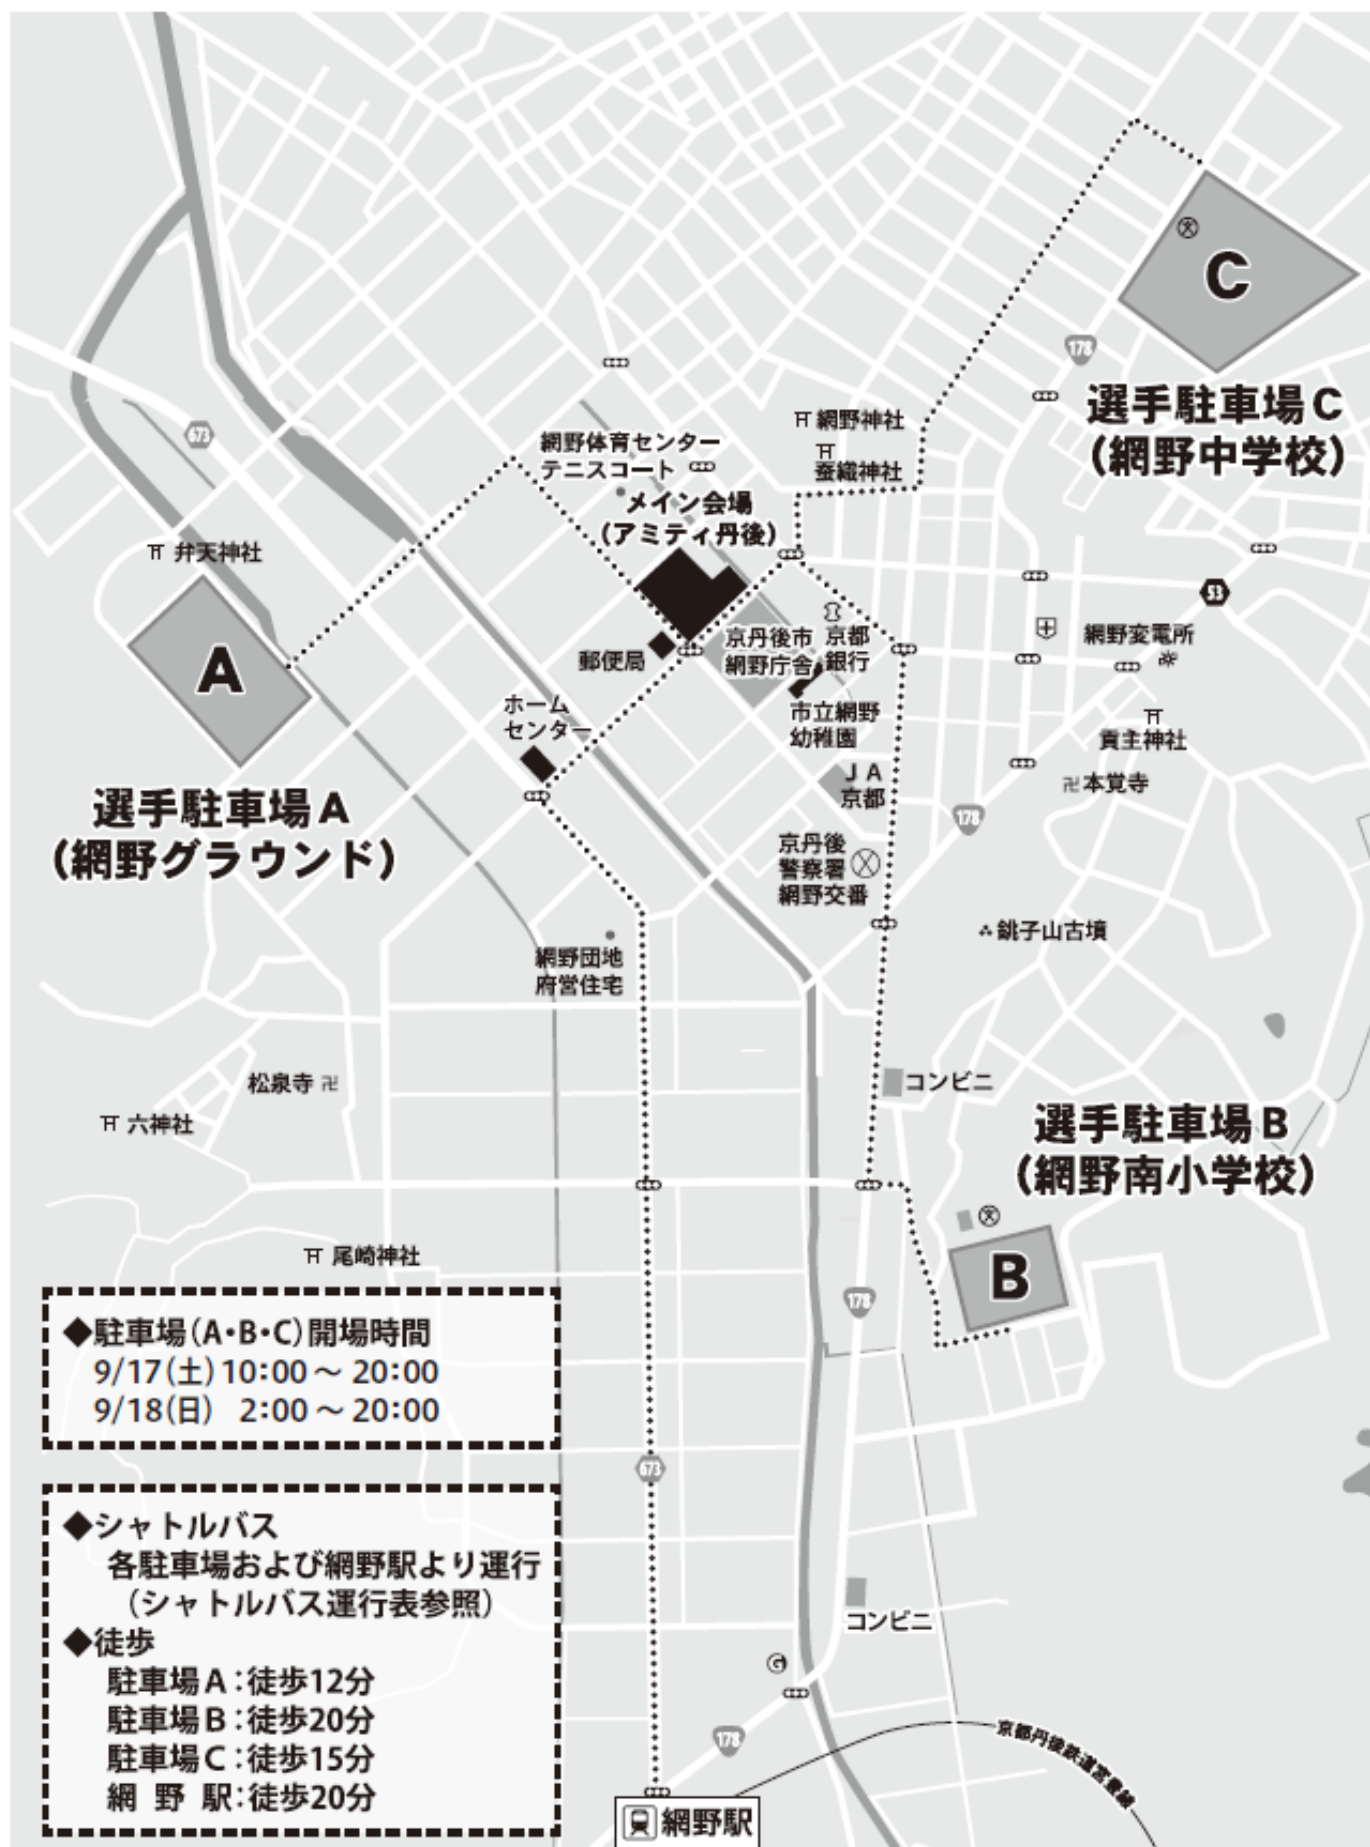 178
C
選手駐車場C
(網野中学校)
673
网野神社
蚕織神社
網野体育センター
テニスコート
メイン会場
(アミティ丹後)
弁天神社
53
A
郵便局
京丹後市
網野庁舎
京都
銀行
網野変電所
ホーム
センター
市立網野
幼稚園
貴主神社
JA
京都
本覚寺
選手駐車場A
(網野グラウンド)
178
京丹後
警察署
網野交番
銚子山古墳
網野団地
府営住宅
松泉寺
コンビニ
六神社
選手駐車場B
(網野南小学校)
尾崎神社
B
178
◆駐車場(A・B・C)開場時間
9/17(土)10:00～20:00
9/18(日) 2:00～20:00
673
◆シャトルバス
各駐車場および網野駅より運行
(シャトルバス運行表参照)
◆徒歩
駐車場A:徒歩12分
駐車場B:徒歩20分
駐車場C:徒歩15分
網野駅:徒歩20分
コンビニ
G
178
京都丹後鉄道宮豊線
網野駅